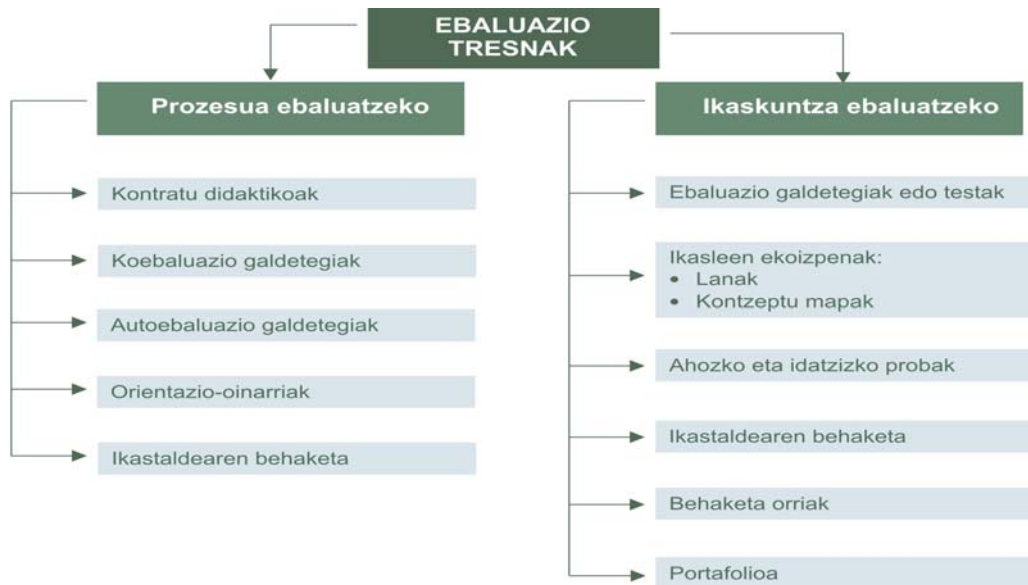 EBALUAZIO
TRESNAK
Prozesua ebaluatzeko
Kontratu didaktikoak
Koebaluazio galdetegiak
Autoebaluazio galdetegiak
Orientazio-oinarriak
Ikastaldearen behaketa
Ikaskuntza ebaluatzeko
Ebaluazio galdetegiak edo testak
Ikasleen ekoizpenak:
• Lanak
• Kontzeptu mapak
Ahozko eta idatzizko probak
Ikastaldearen behaketa
Behaketa orriak
Portafolioa